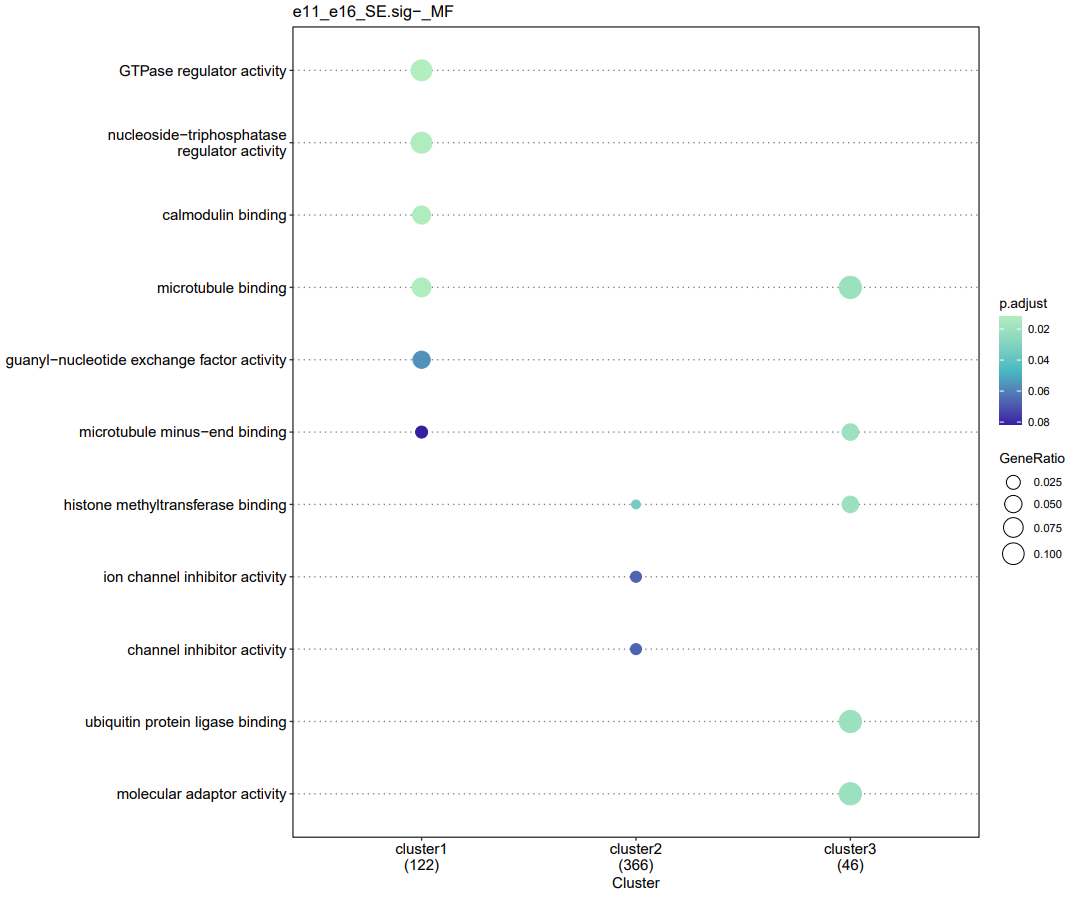 e11_e16_SE.sig−_MF
GTPase regulator activity
nucleoside−triphosphatase
regulator activity
calmodulin binding
microtubule binding
guanyl−nucleotide exchange factor activity
microtubule minus−end binding
histone methyltransferase binding
ion channel inhibitor activity
channel inhibitor activity
ubiquitin protein ligase binding
molecular adaptor activity
cluster1
(122)
cluster2
(366)
cluster3
(46)
Cluster
p.adjust
0.02
0.04
0.06
0.08
GeneRatio
0.025
0.050
0.075
0.100